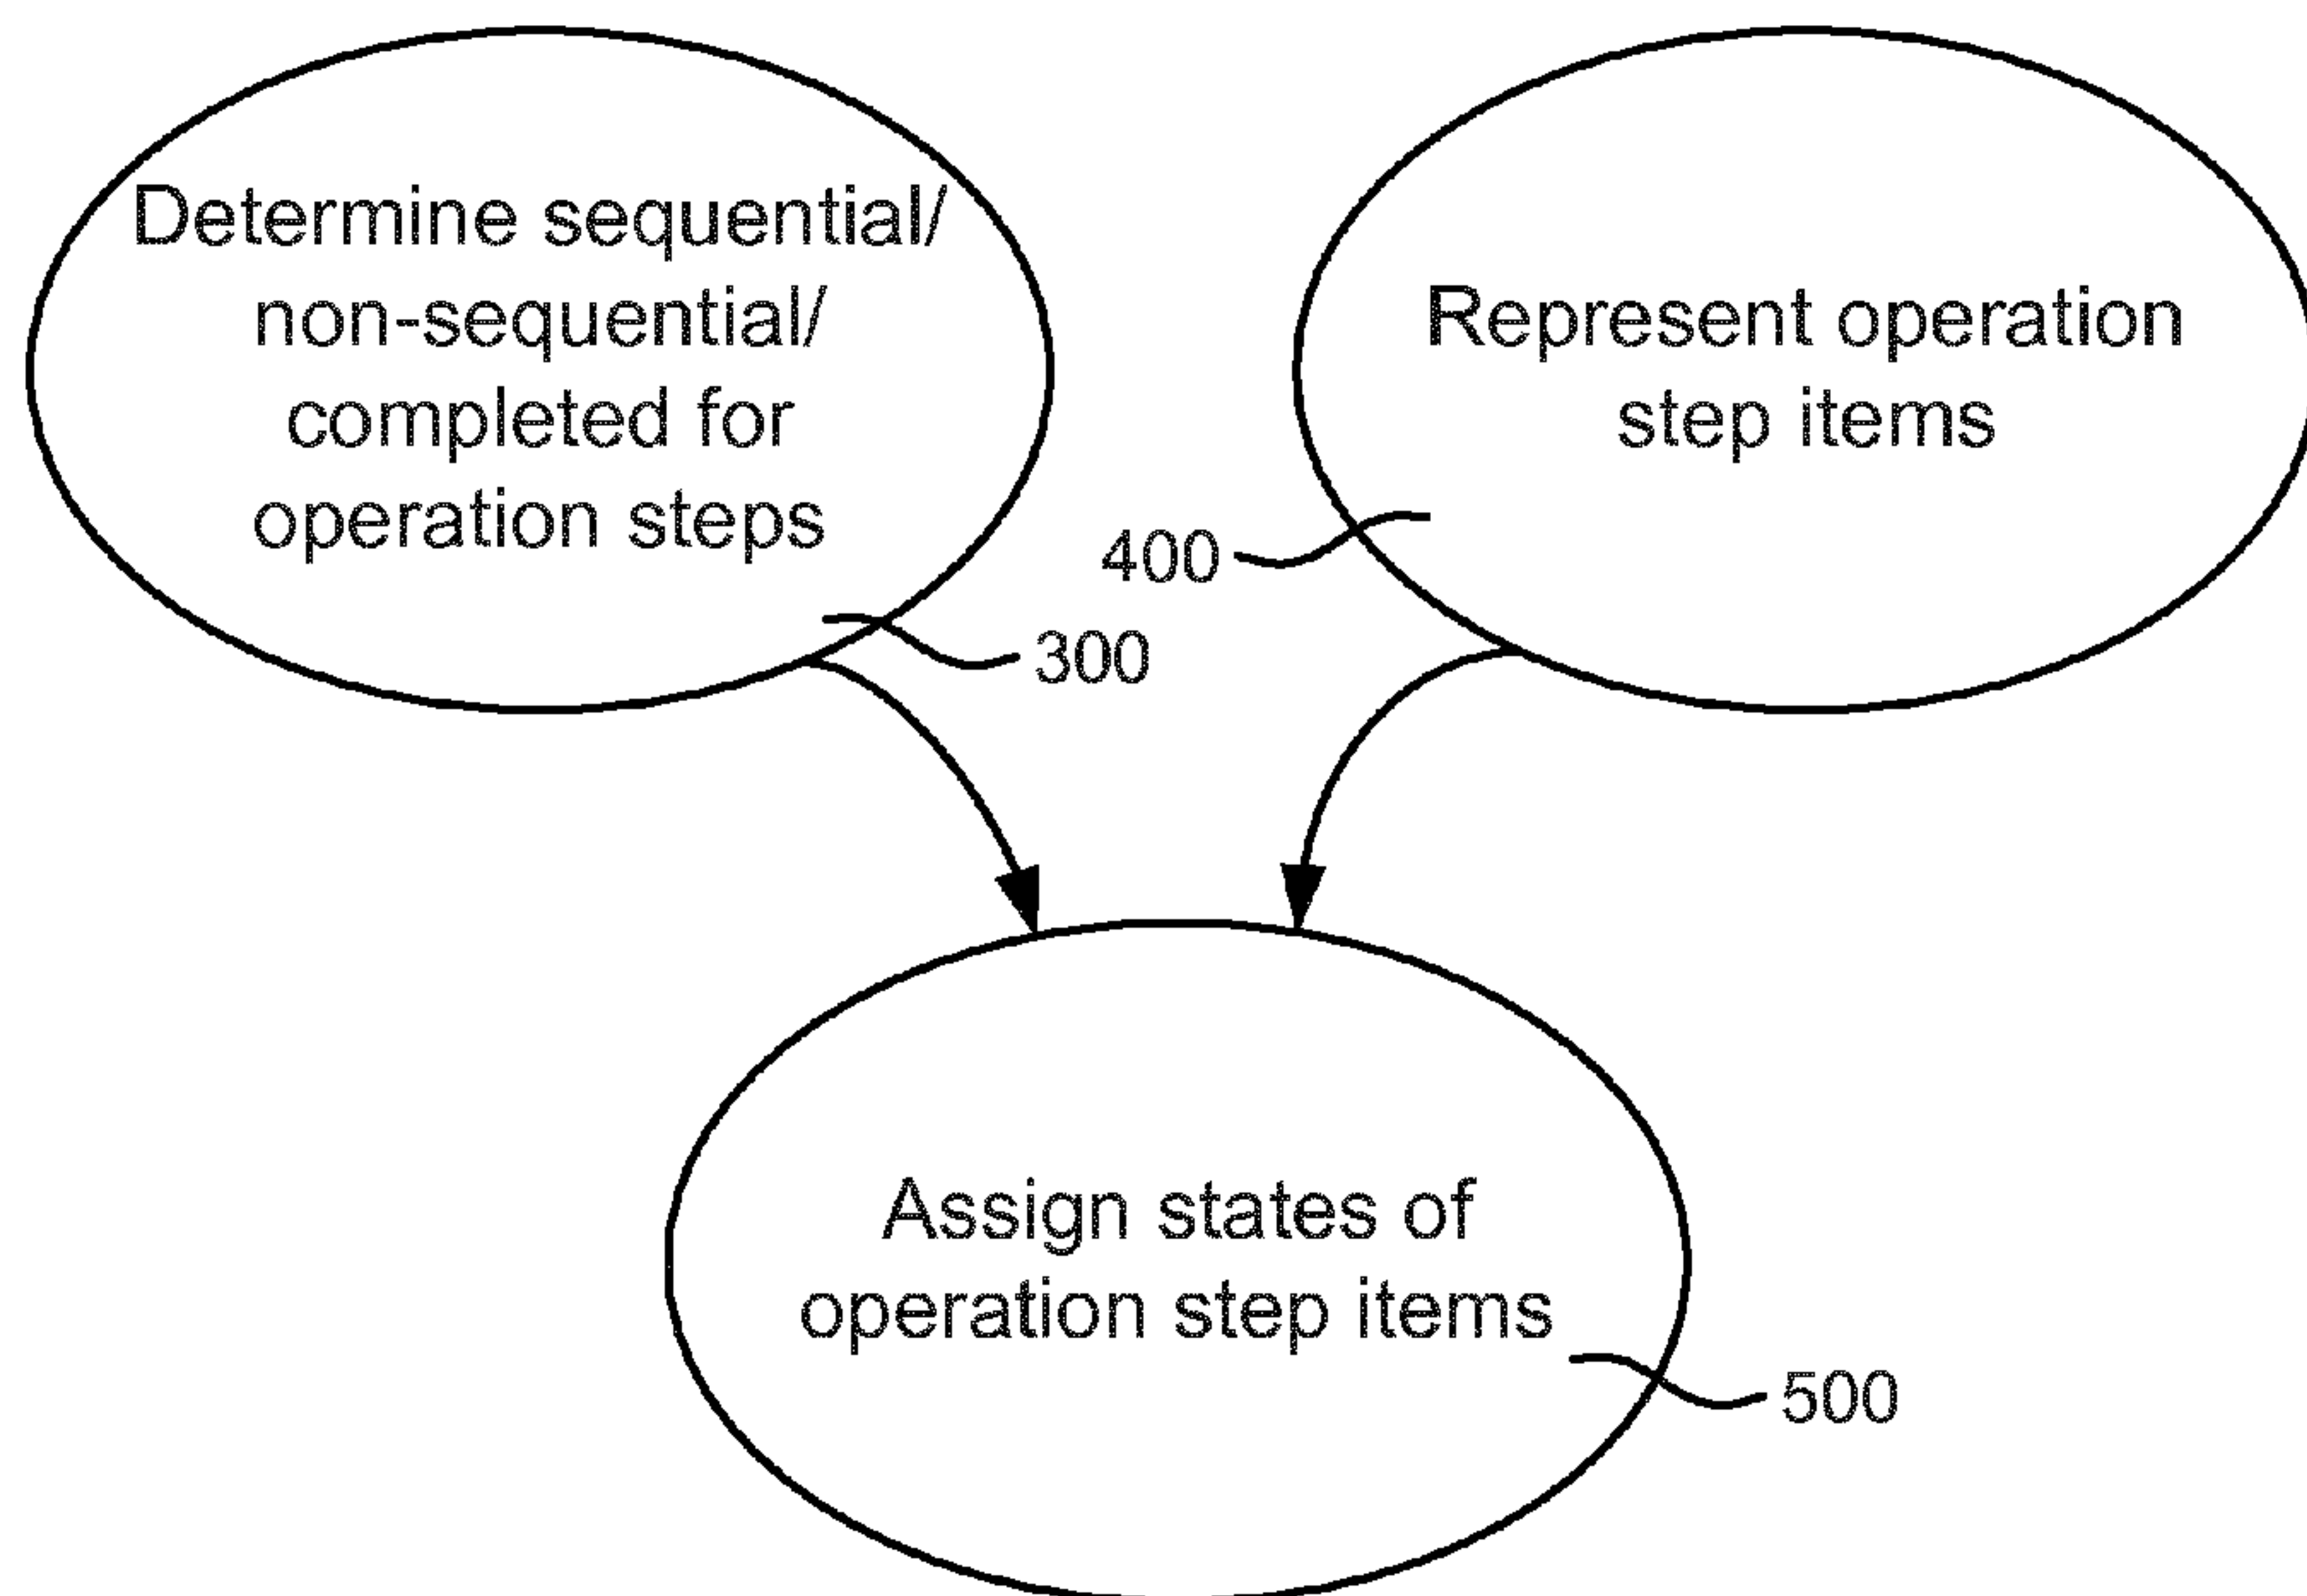 Determine sequential/
non-sequential/
completed for
operation steps
300
Represent operation
step items
400
Assign states of
operation step items
500